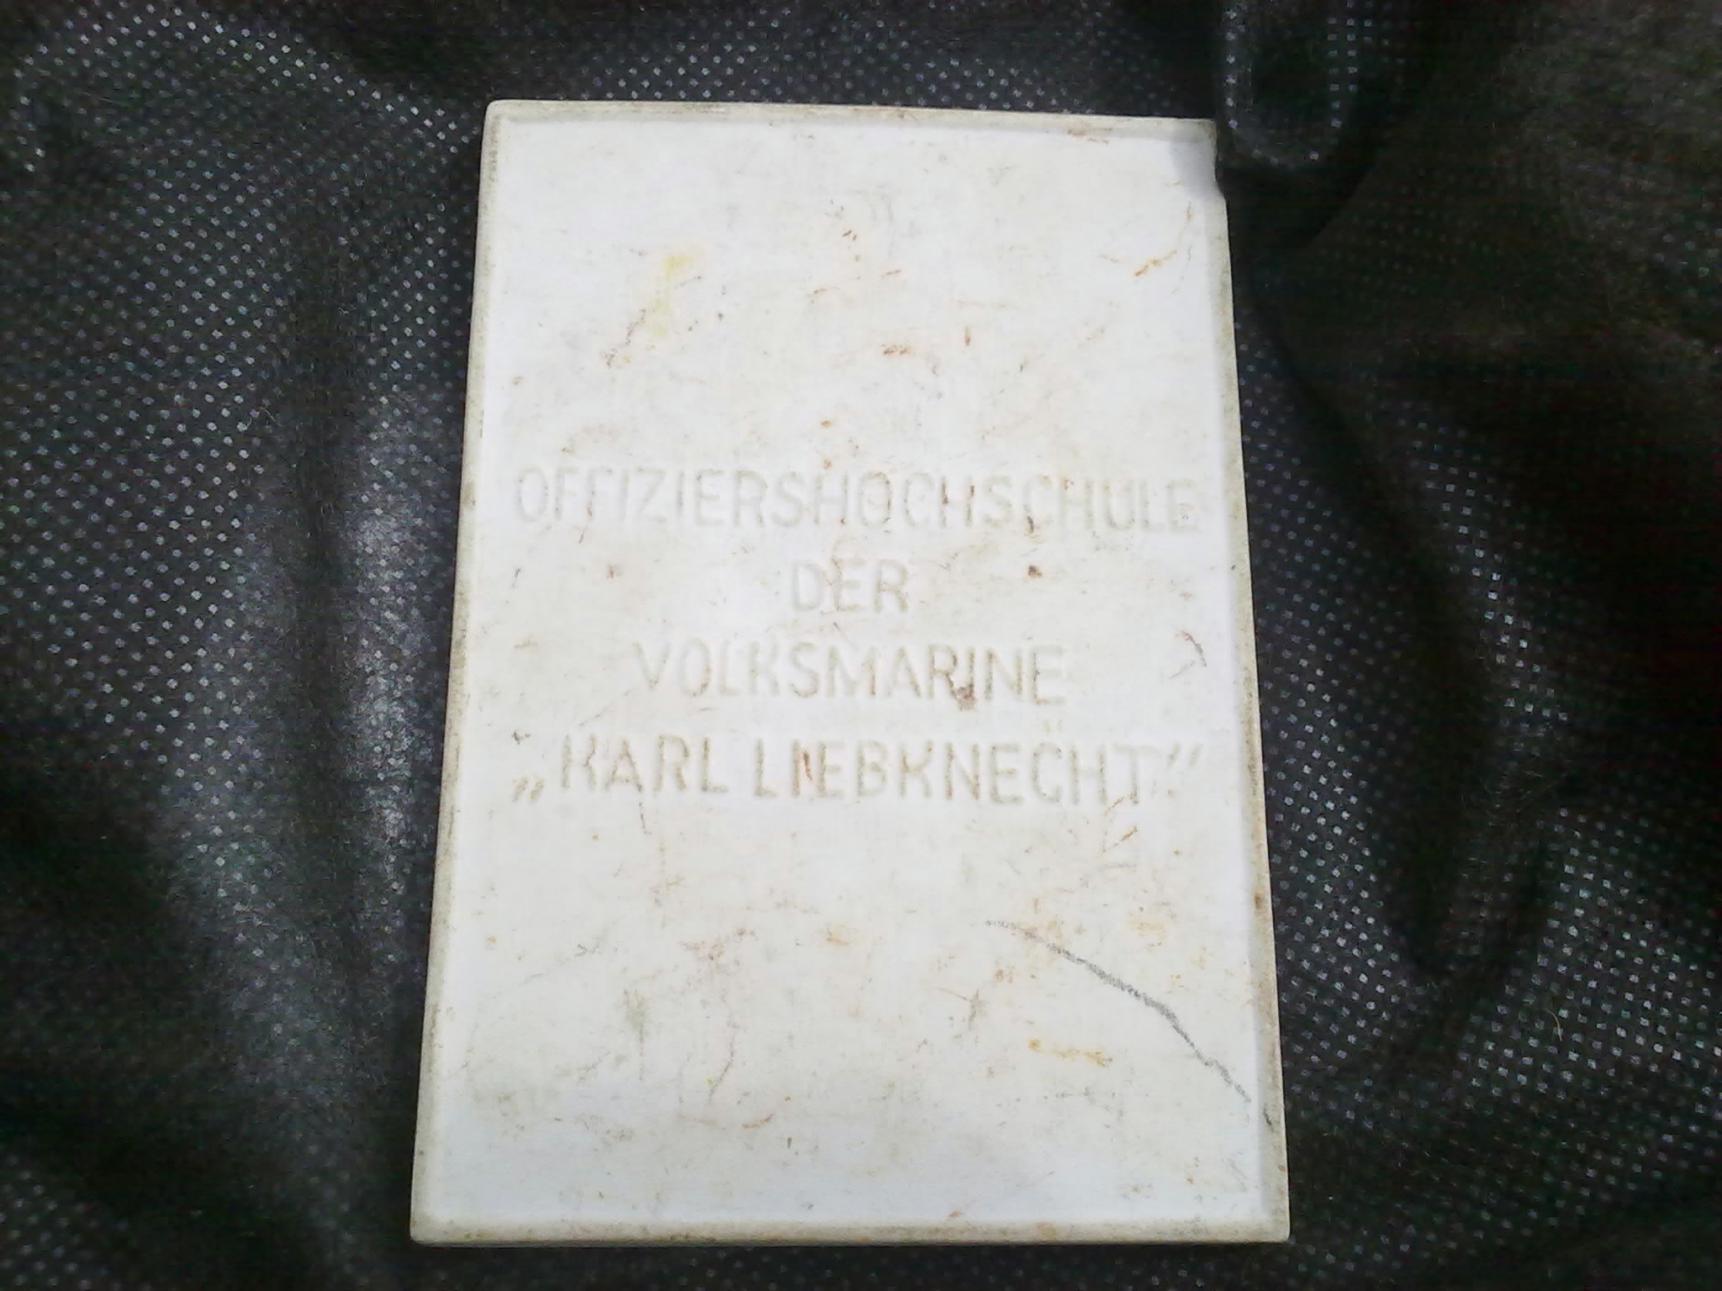 OFFIZIERSHOCHSCHULE
DER
VOLKSMARINE
„KARL LIEBKNECHT“